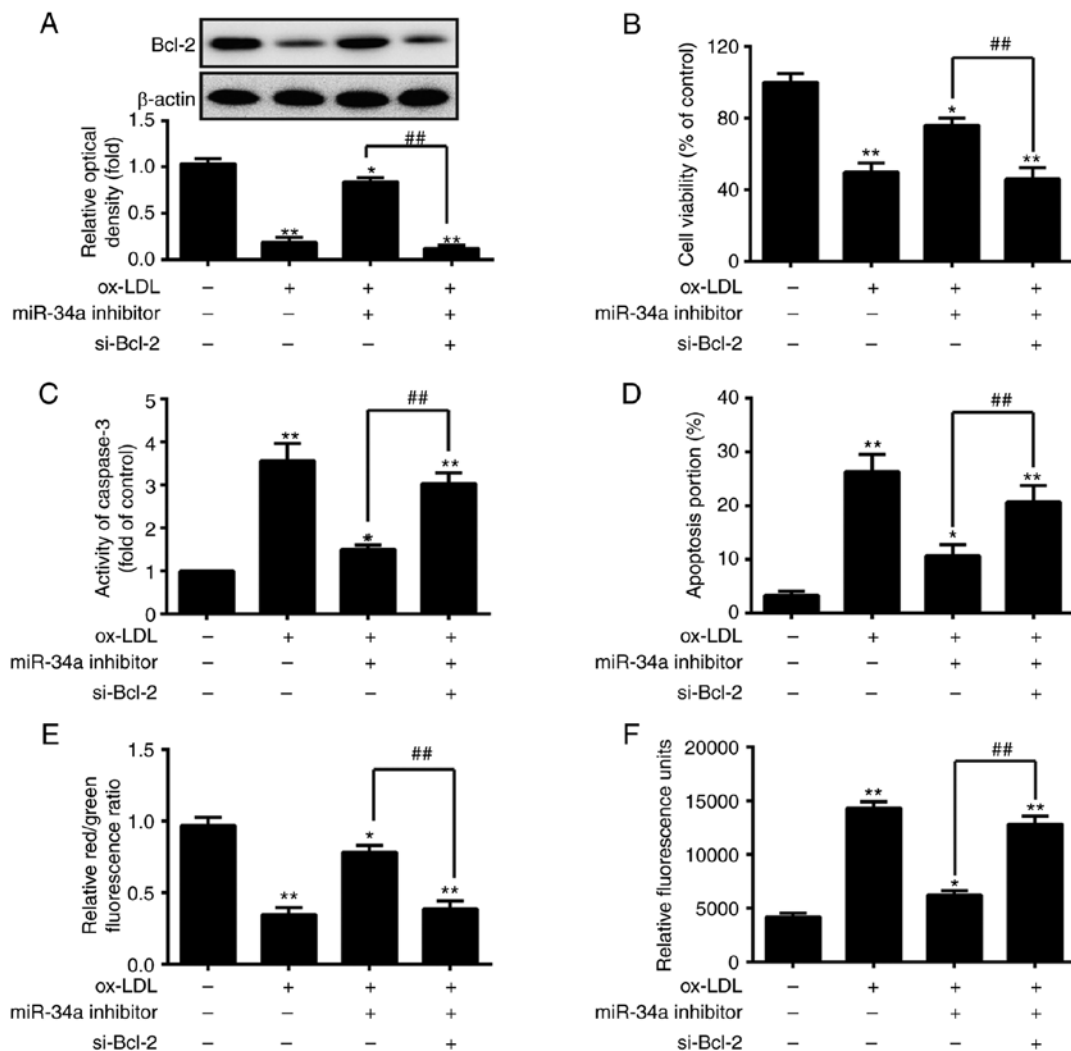 A
Bcl-2
β-actin
Relative optical
density (fold)
1.5
1.0
0.5
0.0
##
**
*
**
ox-LDL – + + +
miR-34a inhibitor – – + +
si-Bcl-2 – – – +
B
Cell viability (% of control)
120
80
40
0
##
**
*
**
ox-LDL – + + +
miR-34a inhibitor – – + +
si-Bcl-2 – – – +
C
Activity of caspase-3
(fold of control)
5
4
3
2
1
0
##
**
*
**
ox-LDL – + + +
miR-34a inhibitor – – + +
si-Bcl-2 – – – +
D
Apoptosis portion (%)
40
30
20
10
0
##
**
*
**
ox-LDL – + + +
miR-34a inhibitor – – + +
si-Bcl-2 – – – +
E
Relative red/green
fluorescence ratio
1.5
1.0
0.5
0.0
##
**
*
**
ox-LDL – + + +
miR-34a inhibitor – – + +
si-Bcl-2 – – – +
F
Relative fluorescence units
20000
15000
10000
5000
0
##
**
*
**
ox-LDL – + + +
miR-34a inhibitor – – + +
si-Bcl-2 – – – +